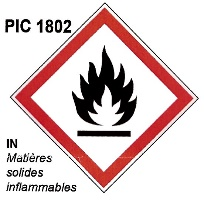 PIC 1802
IN
Matières
solides
inflammables